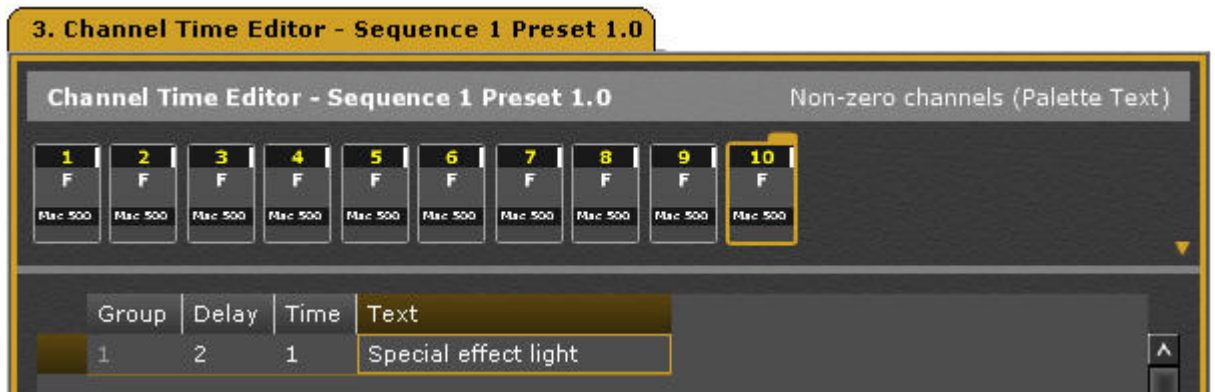 3. Channel Time Editor - Sequence 1 Preset 1.0
Channel Time Editor - Sequence 1 Preset 1.0 Non-zero channels (Palette Text)
1 2 3 4 5 6 7 8 9 10
F F F F F F F F F F
Mac 500 Mac 500 Mac 500 Mac 500 Mac 500 Mac 500 Mac 500 Mac 500 Mac 500 Mac 500
Group Delay Time Text
1 2 1 Special effect light